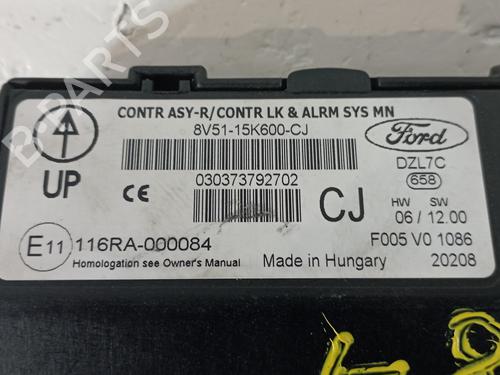 B-PARTS
CONTR ASY-R/CONTR LK & ALRM SYS MN
8V51-15K600-CJ
Ford
UP
CE
030373792702
CJ
DZL7C
658
HW SW
06 / 12.00
E11 116RA-000084
F005 V0 1086
Homologation see Owner's Manual
Made in Hungary
20208